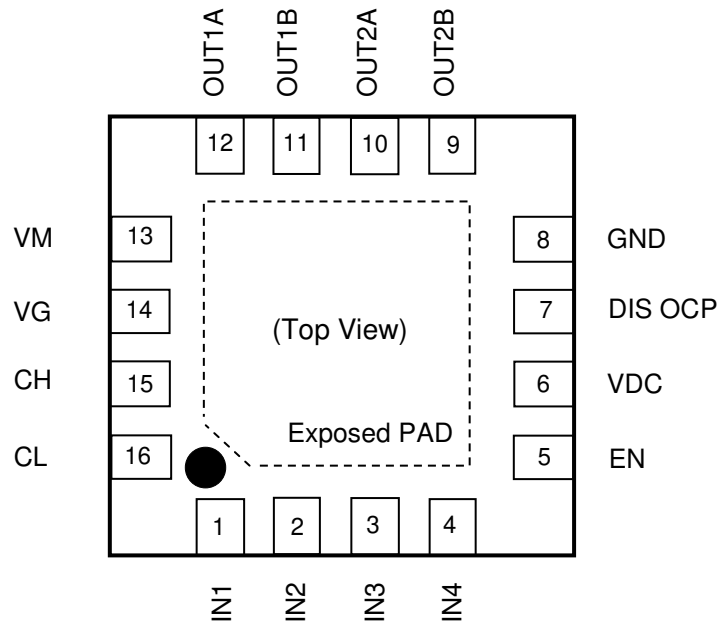 OUT1A
OUT1B
OUT2A
OUT2B
12
11
10
9
VM
13
8
GND
VG
14
(Top View)
7
DIS OCP
CH
15
6
VDC
Exposed PAD
CL
16
5
EN
1
2
3
4
IN1
IN2
IN3
IN4